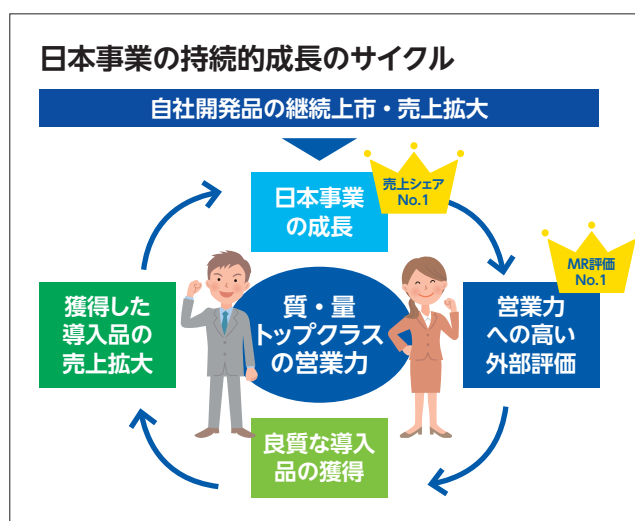 日本事業の持続的成長のサイクル
自社開発品の継続上市・売上拡大
日本事業
の成長
売上シェア
No.1
MR評価
No.1
営業力
への高い
外部評価
質・量
トップクラス
の営業力
獲得した
導入品の
売上拡大
良質な導入
品の獲得